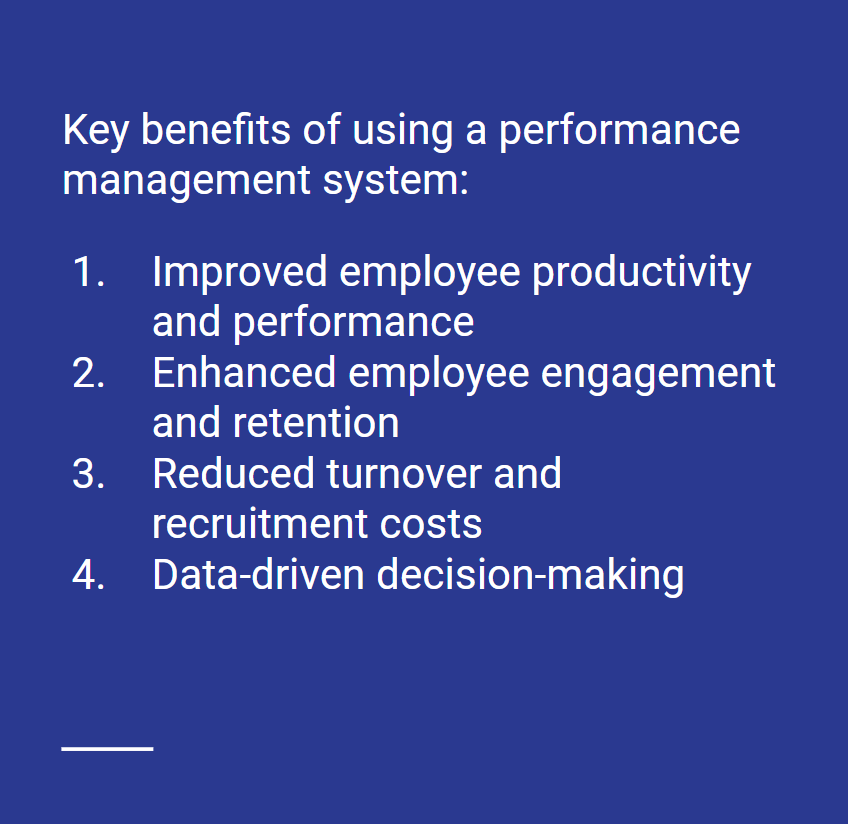 Key benefits of using a performance
management system:
1. Improved employee productivity
and performance
2. Enhanced employee engagement
and retention
3. Reduced turnover and
recruitment costs
4. Data-driven decision-making